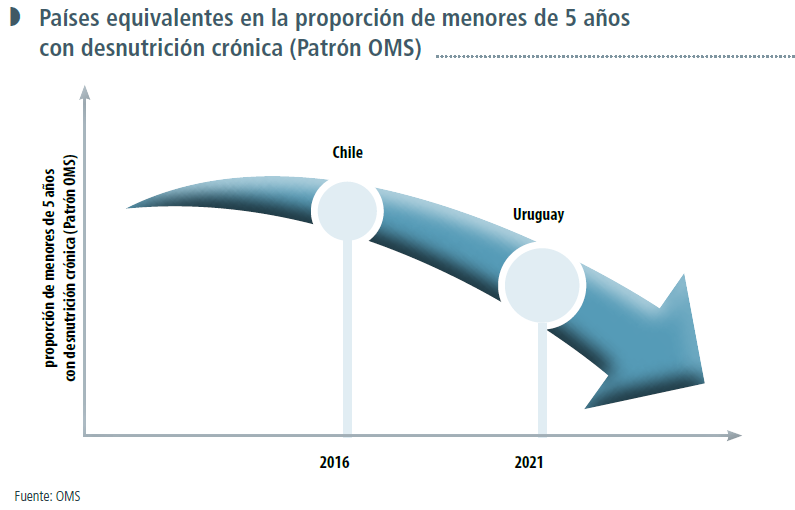 Países equivalentes en la proporción de menores de 5 años
con desnutrición crónica (Patrón OMS)
Chile
Uruguay
proporción de menores de 5 años
con desnutrición crónica (Patrón OMS)
2016
2021
Fuente: OMS